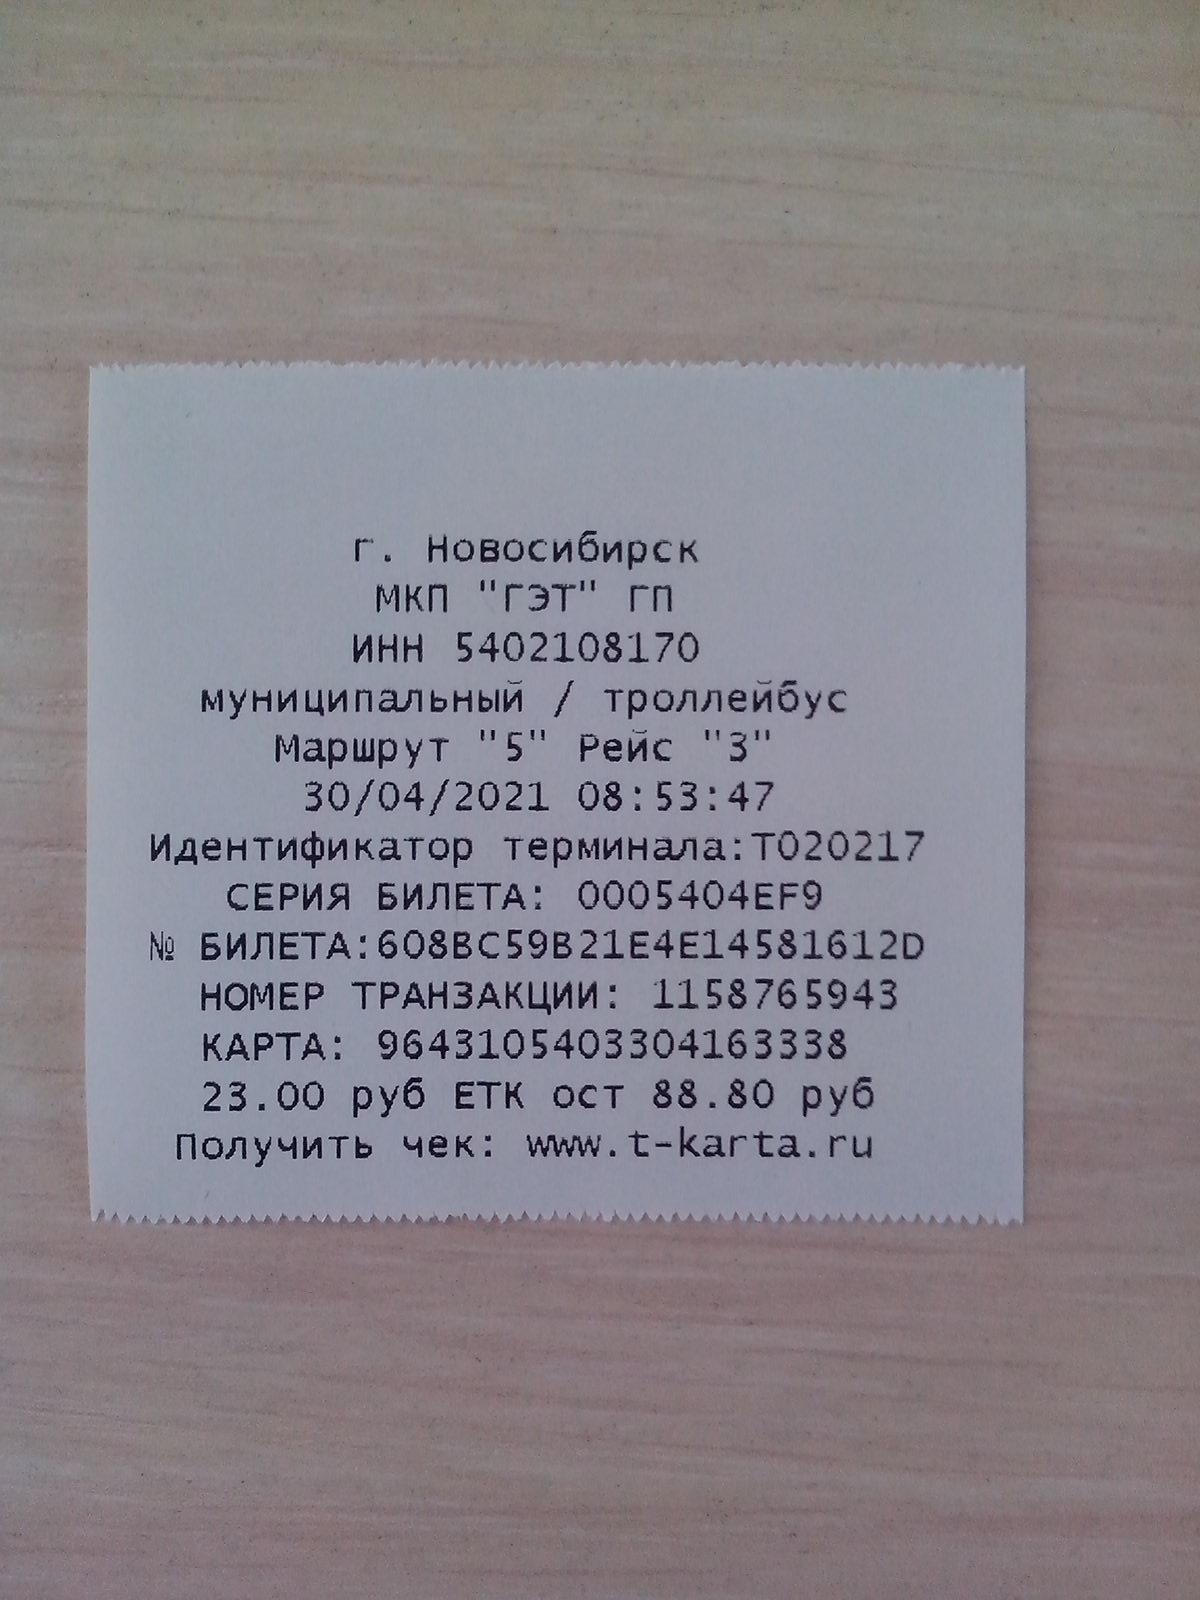 г. Новосибирск
МКП "ГЭТ" ГП
ИНН 5402108170
муниципальный / троллейбус
Маршрут "5" Рейс "3"
30/04/2021 08:53:47
Идентификатор терминала:T020217
СЕРИЯ БИЛЕТА: 0005404EF9
№ БИЛЕТА:608BC59B21E4E14581612D
НОМЕР ТРАНЗАКЦИИ: 1158765943
КАРТА: 9643105403304163338
23.00 руб ЕТК ост 88.80 руб
Получить чек: www.t-karta.ru